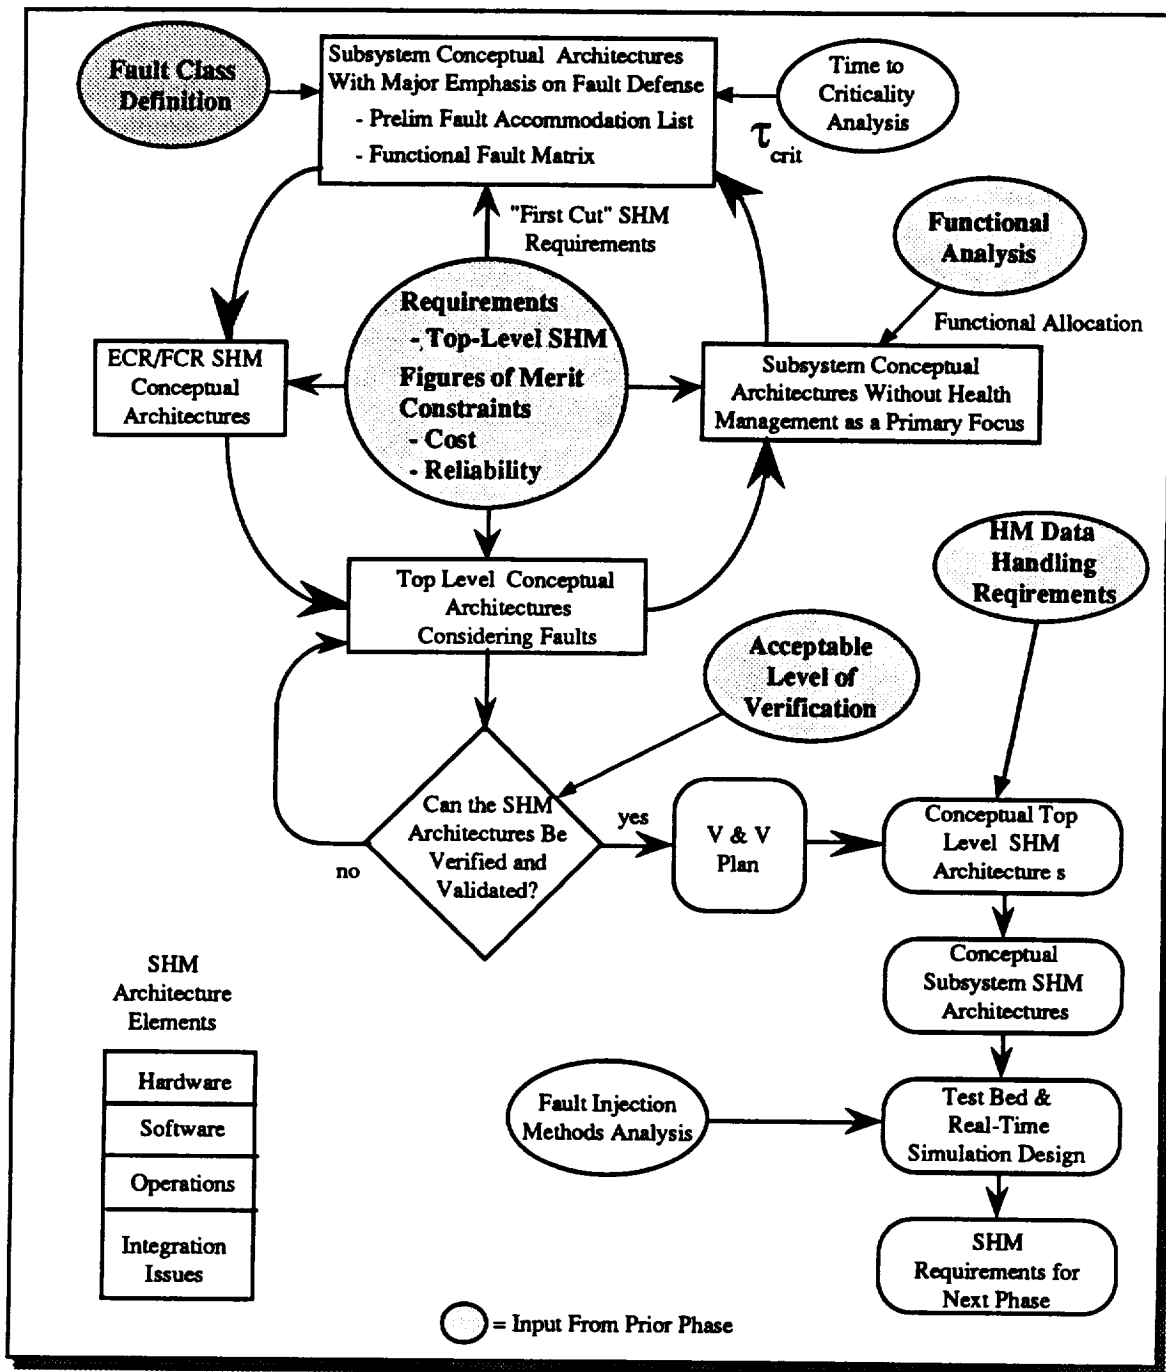 Fault Class
Definition
Subsystem Conceptual Architectures
With Major Emphasis on Fault Defense
- Prelim Fault Accommodation List
- Functional Fault Matrix
Time to
Criticality
Analysis
τcrit
"First Cut" SHM
Requirements
Functional
Analysis
Functional Allocation
Requirements
- Top-Level SHM
Figures of Merit
Constraints
- Cost
- Reliability
ECR/FCR SHM
Conceptual
Architectures
Subsystem Conceptual
Architectures Without Health
Management as a Primary Focus
Top Level Conceptual
Architectures
Considering Faults
HM Data
Handling
Reqirements
Acceptable
Level of
Verification
Can the SHM
Architectures Be
Verified and
Validated?
no
yes
V & V
Plan
Conceptual Top
Level SHM
Architecture s
Conceptual
Subsystem SHM
Architectures
Fault Injection
Methods Analysis
Test Bed &
Real-Time
Simulation Design
SHM
Requirements for
Next Phase
SHM
Architecture
Elements
Hardware
Software
Operations
Integration
Issues
= Input From Prior Phase